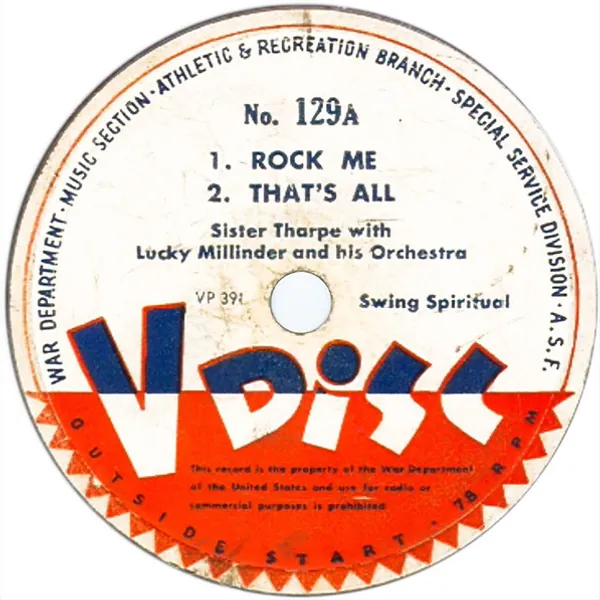 WAR DEPARTMENT · MUSIC SECTION · ATHLETIC & RECREATION BRANCH · SPECIAL SERVICE DIVISION · A. S. F.
No. 129A
1. ROCK ME
2. THAT'S ALL
Sister Tharpe with
Lucky Millinder and his Orchestra
VP 391
Swing Spiritual
V DiSC
This record is the property of the War Department
of the United States and use for radio or
commercial purposes is prohibited
OUTSIDE START · 78 RPM